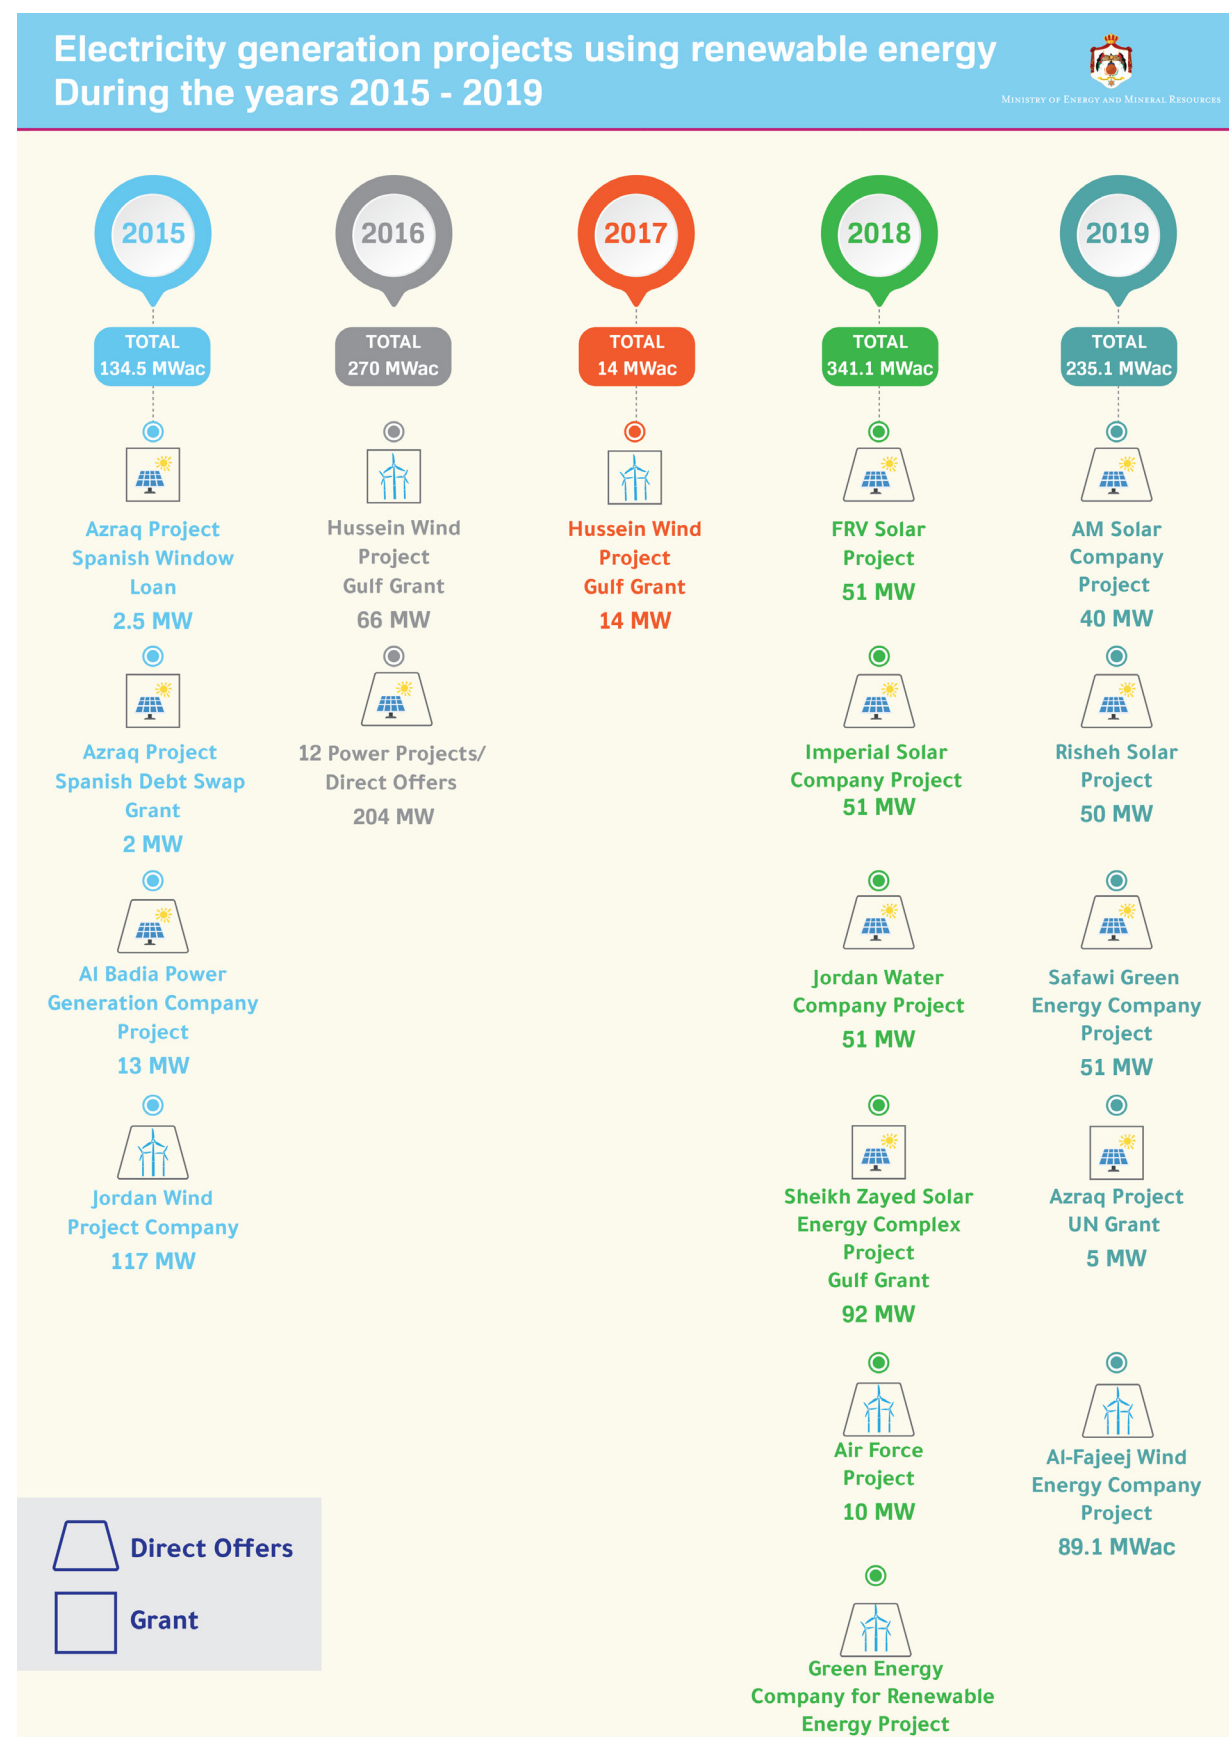 Electricity generation projects using renewable energy
During the years 2015 - 2019
MINISTRY OF ENERGY AND MINERAL RESOURCES
2015
TOTAL
134.5 MWac
Azraq Project
Spanish Window
Loan
2.5 MW
Azraq Project
Spanish Debt Swap
Grant
2 MW
Al Badia Power
Generation Company
Project
13 MW
Jordan Wind
Project Company
117 MW
2016
TOTAL
270 MWac
Hussein Wind
Project
Gulf Grant
66 MW
12 Power Projects/
Direct Offers
204 MW
2017
TOTAL
14 MWac
Hussein Wind
Project
Gulf Grant
14 MW
2018
TOTAL
341.1 MWac
FRV Solar
Project
51 MW
Imperial Solar
Company Project
51 MW
Jordan Water
Company Project
51 MW
Sheikh Zayed Solar
Energy Complex
Project
Gulf Grant
92 MW
Air Force
Project
10 MW
Green Energy
Company for Renewable
Energy Project
2019
TOTAL
235.1 MWac
AM Solar
Company
Project
40 MW
Risheh Solar
Project
50 MW
Safawi Green
Energy Company
Project
51 MW
Azraq Project
UN Grant
5 MW
Al-Fajeej Wind
Energy Company
Project
89.1 MWac
Direct Offers
Grant